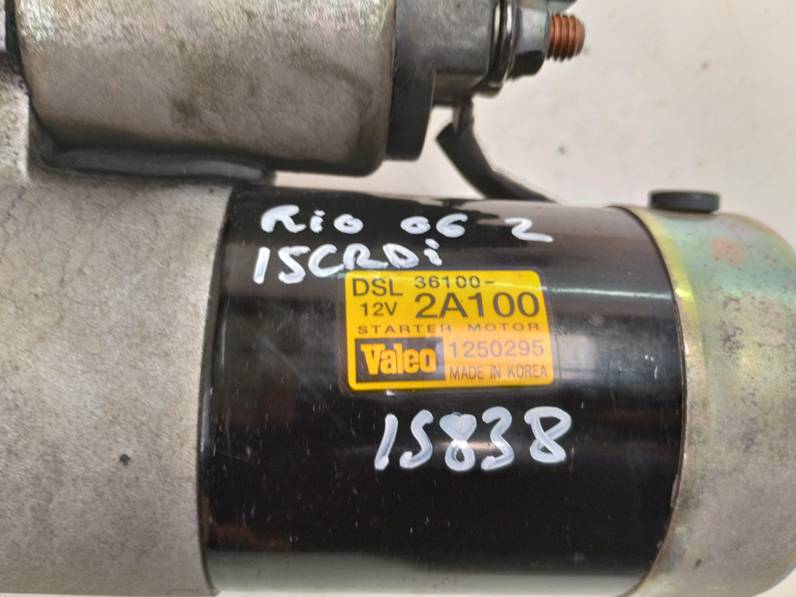 Rio 06 2
15CRDi
DSL 36100-
12V 2A100
STARTER MOTOR
Valeo 1250295
MADE IN KOREA
15838